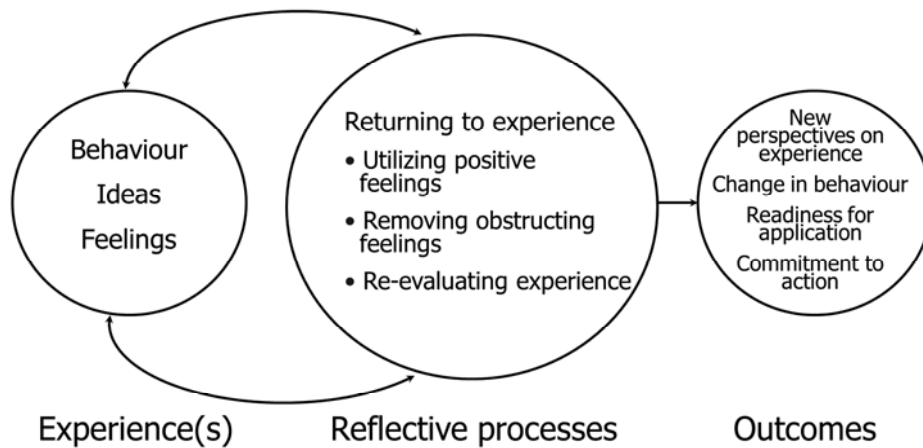 Behaviour
Ideas
Feelings
Returning to experience
• Utilizing positive
feelings
• Removing obstructing
feelings
• Re-evaluating experience
New
perspectives on
experience
Change in behaviour
Readiness for
application
Commitment to
action
Experience(s)
Reflective processes
Outcomes